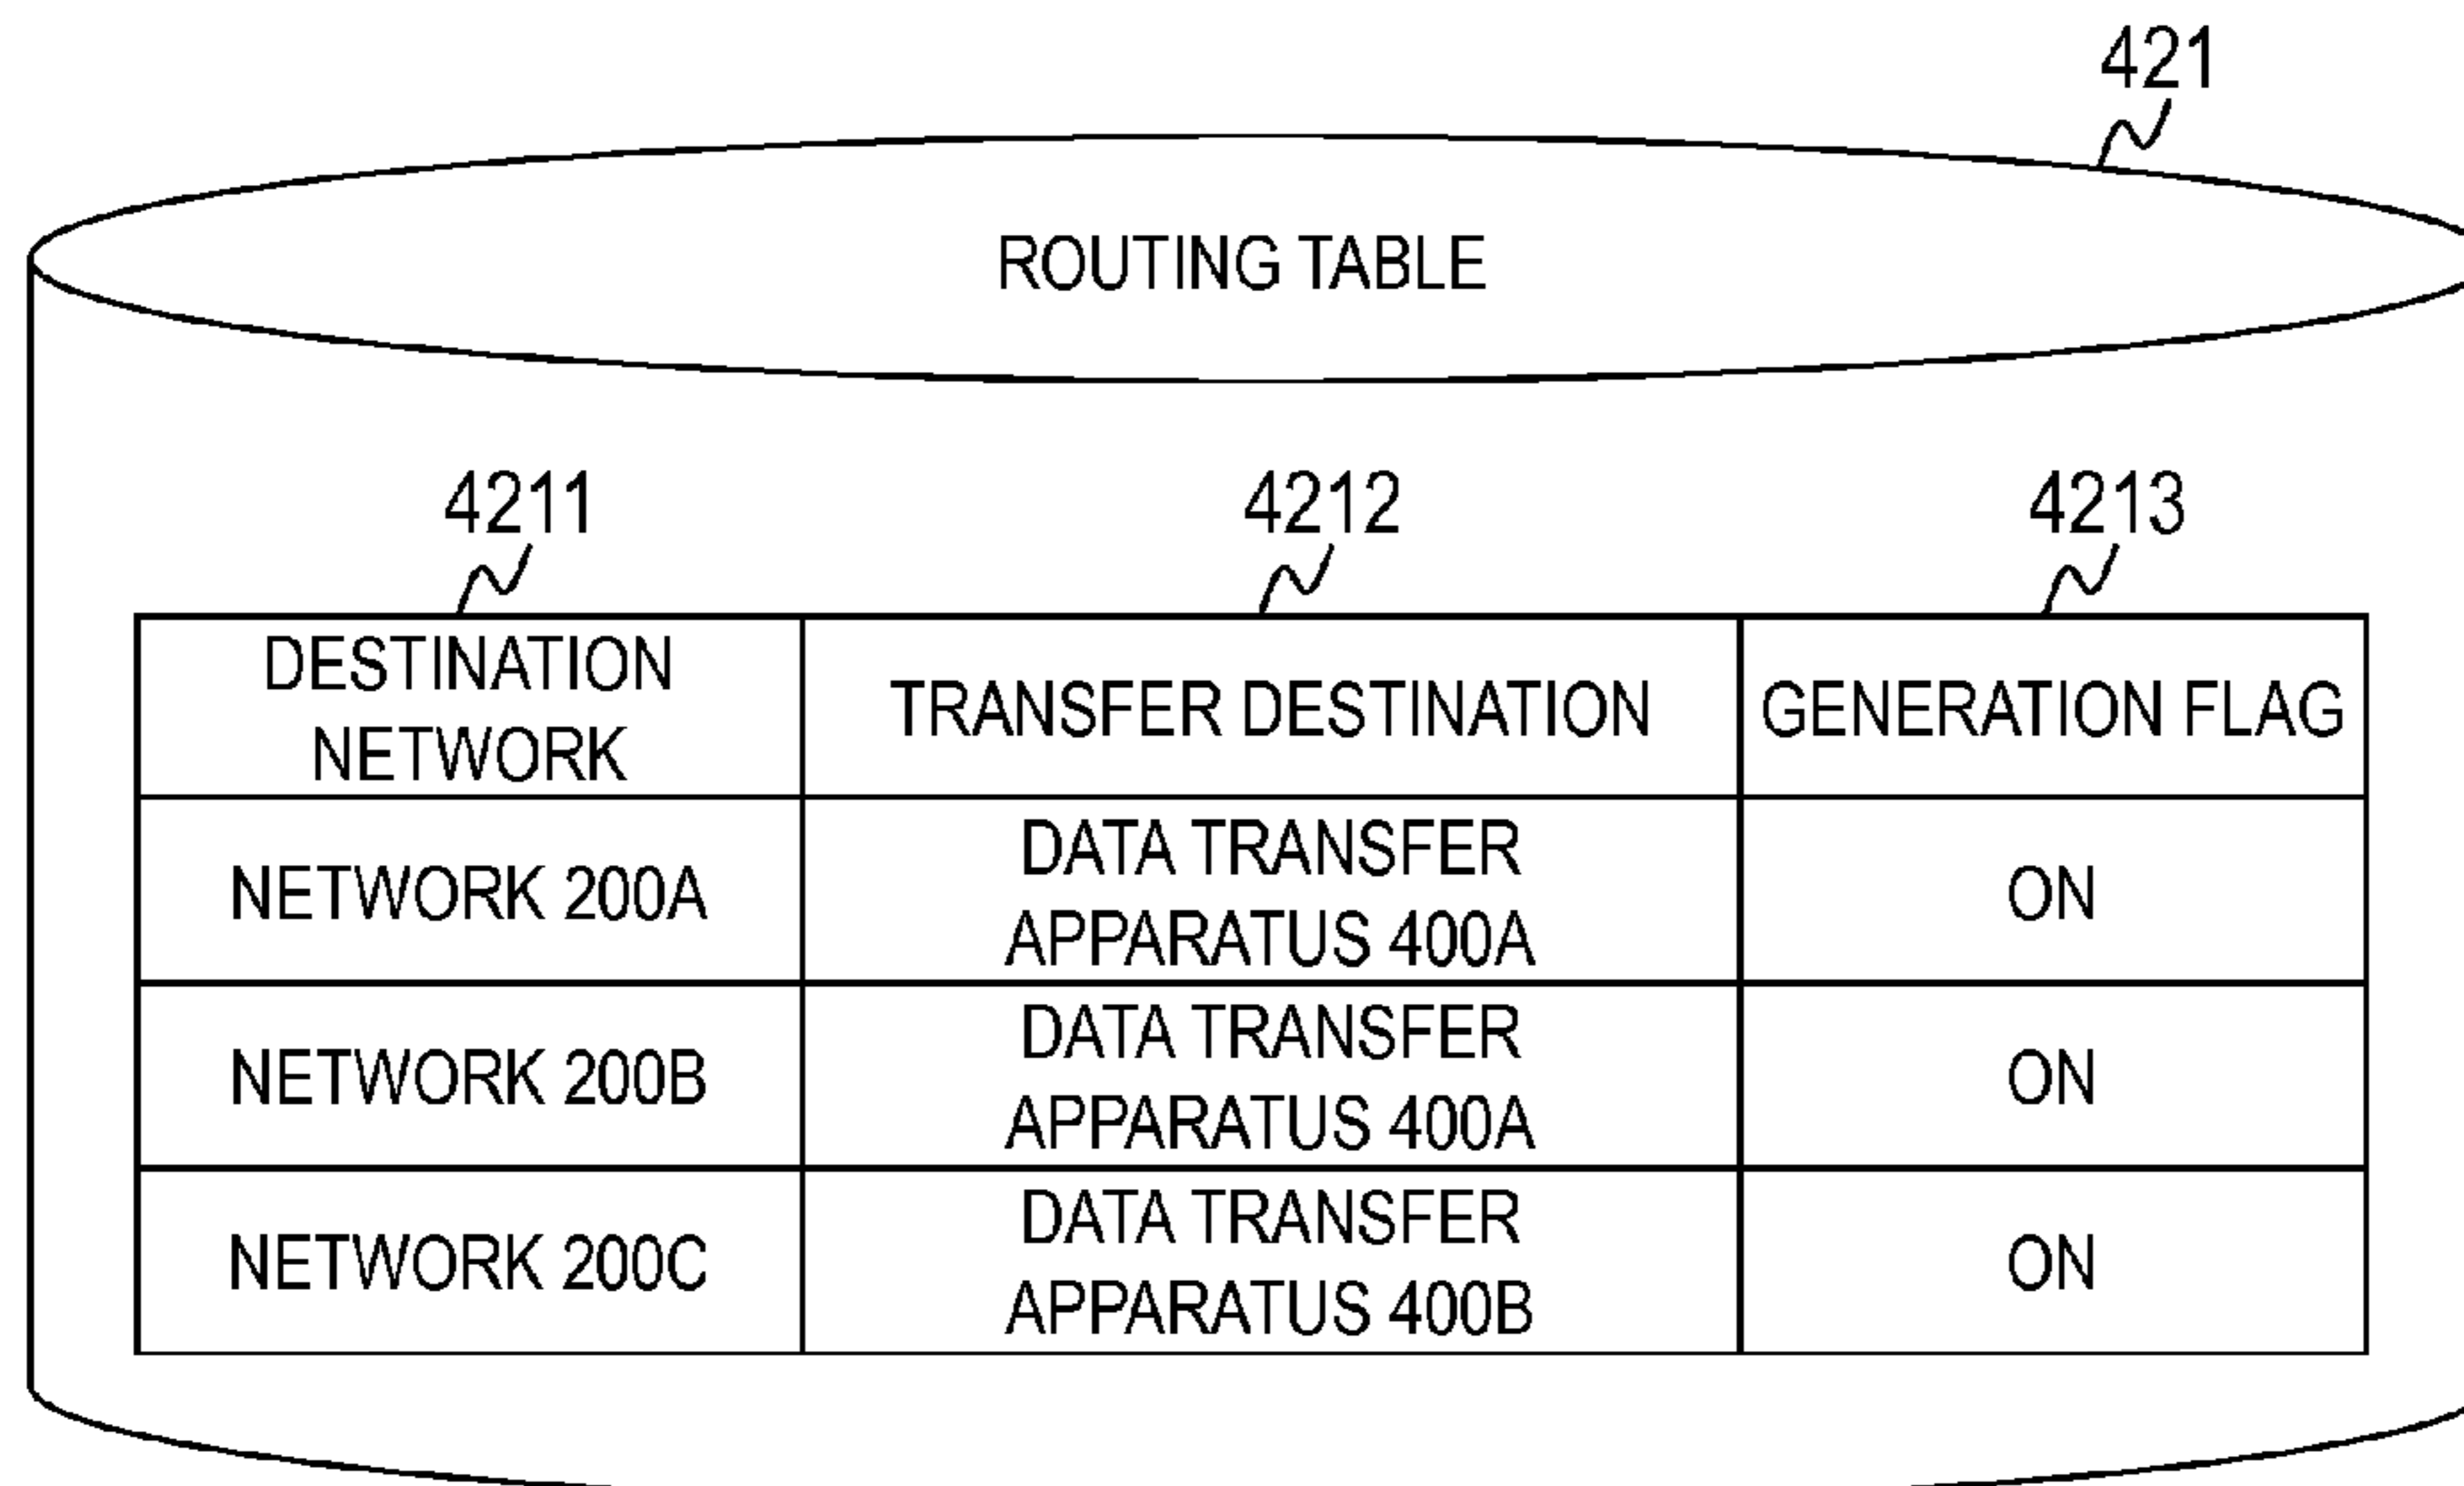 421
ROUTING TABLE
4211
4212
4213
DESTINATION
NETWORK
TRANSFER DESTINATION
GENERATION FLAG
NETWORK 200A
DATA TRANSFER
APPARATUS 400A
ON
NETWORK 200B
DATA TRANSFER
APPARATUS 400A
ON
NETWORK 200C
DATA TRANSFER
APPARATUS 400B
ON